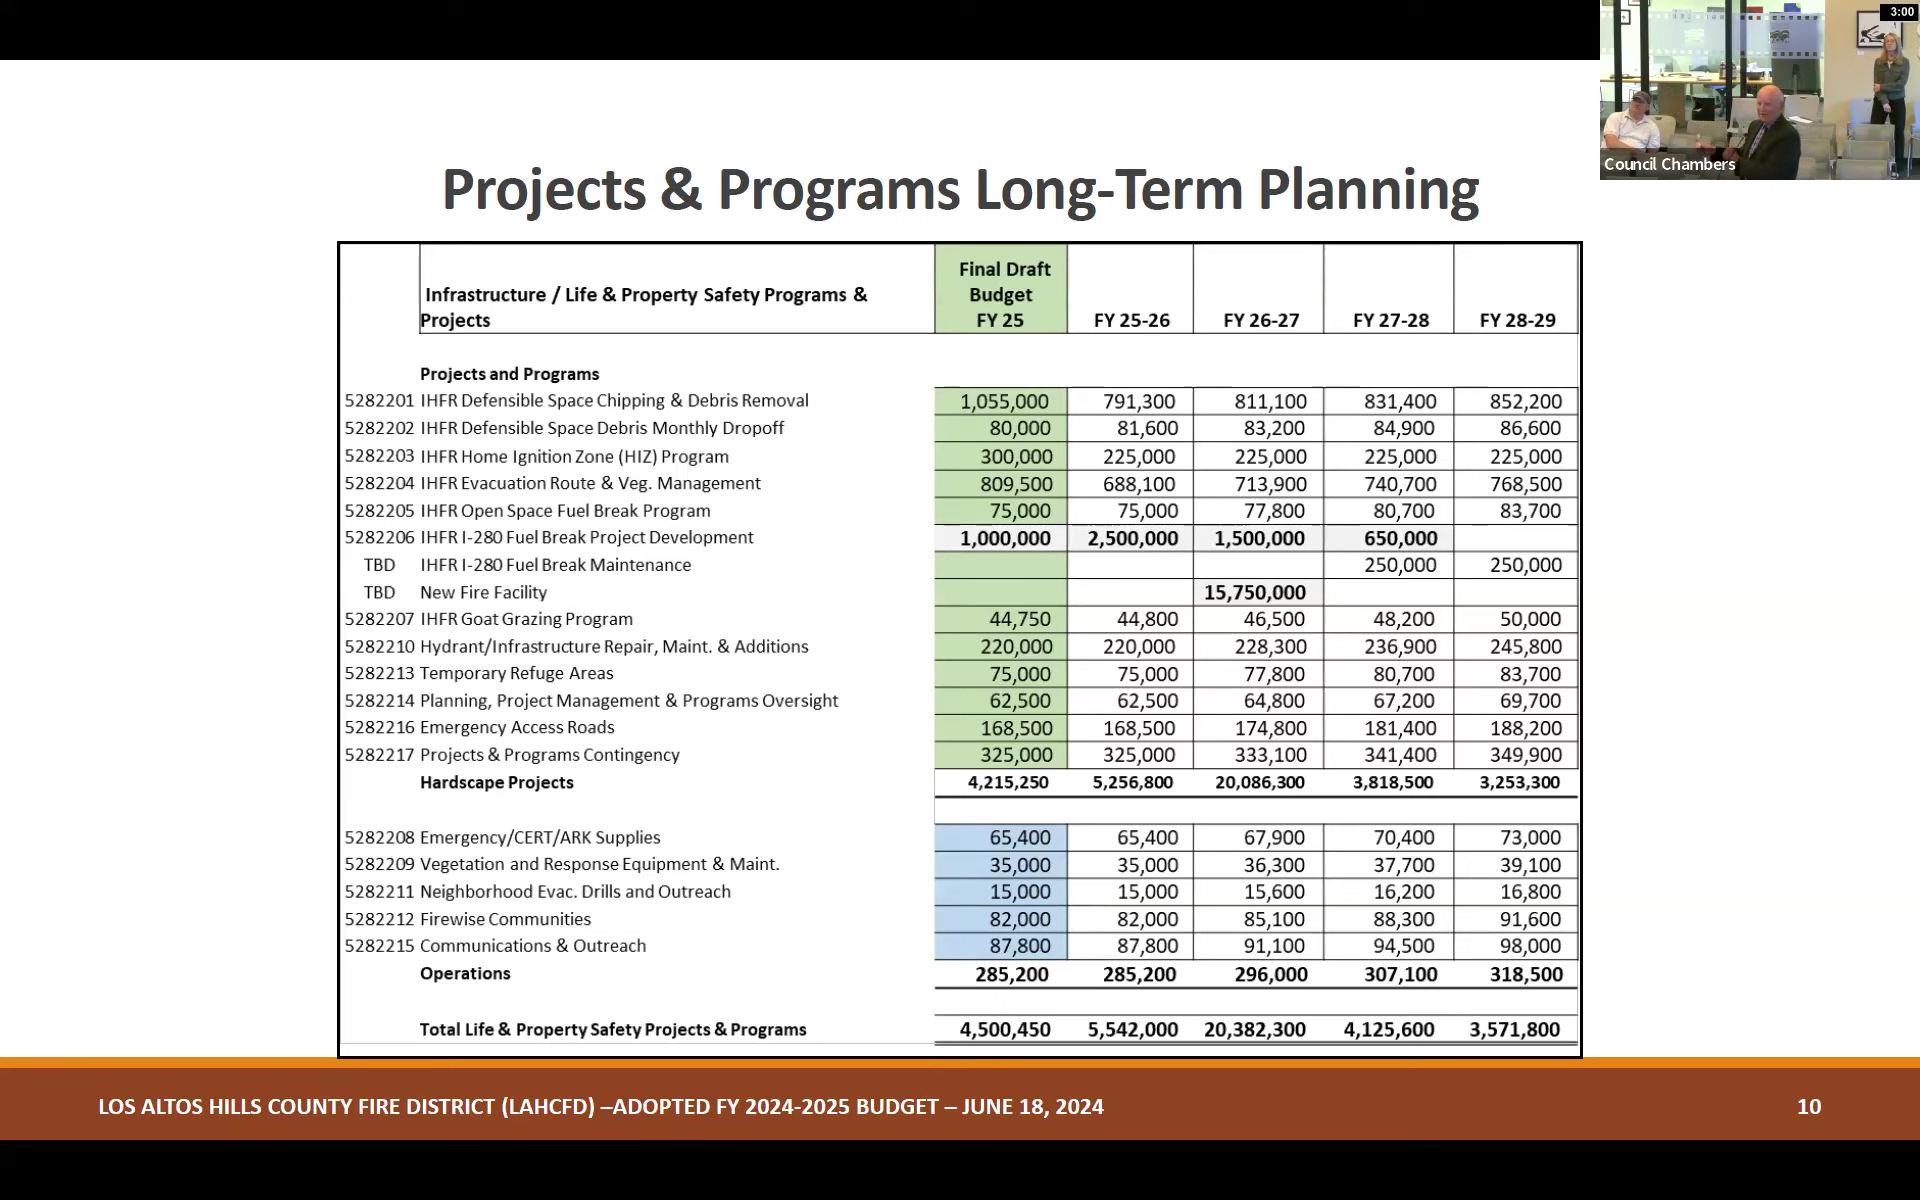 3:00
Council Chambers
Projects & Programs Long-Term Planning
Infrastructure / Life & Property Safety Programs & Projects Final Draft Budget FY 25 FY 25-26 FY 26-27 FY 27-28 FY 28-29
Projects and Programs
5282201 IHFR Defensible Space Chipping & Debris Removal 1,055,000 791,300 811,100 831,400 852,200
5282202 IHFR Defensible Space Debris Monthly Dropoff 80,000 81,600 83,200 84,900 86,600
5282203 IHFR Home Ignition Zone (HIZ) Program 300,000 225,000 225,000 225,000 225,000
5282204 IHFR Evacuation Route & Veg. Management 809,500 688,100 713,900 740,700 768,500
5282205 IHFR Open Space Fuel Break Program 75,000 75,000 77,800 80,700 83,700
5282206 IHFR I-280 Fuel Break Project Development 1,000,000 2,500,000 1,500,000 650,000
TBD IHFR I-280 Fuel Break Maintenance 250,000 250,000
TBD New Fire Facility 15,750,000
5282207 IHFR Goat Grazing Program 44,750 44,800 46,500 48,200 50,000
5282210 Hydrant/Infrastructure Repair, Maint. & Additions 220,000 220,000 228,300 236,900 245,800
5282213 Temporary Refuge Areas 75,000 75,000 77,800 80,700 83,700
5282214 Planning, Project Management & Programs Oversight 62,500 62,500 64,800 67,200 69,700
5282216 Emergency Access Roads 168,500 168,500 174,800 181,400 188,200
5282217 Projects & Programs Contingency 325,000 325,000 333,100 341,400 349,900
Hardscape Projects 4,215,250 5,256,800 20,086,300 3,818,500 3,253,300
5282208 Emergency/CERT/ARK Supplies 65,400 65,400 67,900 70,400 73,000
5282209 Vegetation and Response Equipment & Maint. 35,000 35,000 36,300 37,700 39,100
5282211 Neighborhood Evac. Drills and Outreach 15,000 15,000 15,600 16,200 16,800
5282212 Firewise Communities 82,000 82,000 85,100 88,300 91,600
5282215 Communications & Outreach 87,800 87,800 91,100 94,500 98,000
Operations 285,200 285,200 296,000 307,100 318,500
Total Life & Property Safety Projects & Programs 4,500,450 5,542,000 20,382,300 4,125,600 3,571,800
LOS ALTOS HILLS COUNTY FIRE DISTRICT (LAHCFD) –ADOPTED FY 2024-2025 BUDGET – JUNE 18, 2024 10